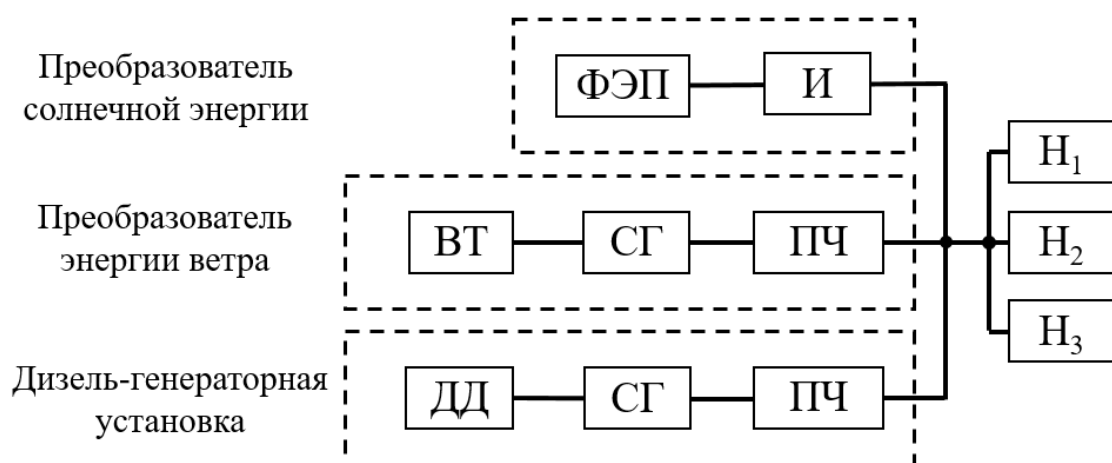 Преобразователь
солнечной энергии
ФЭП
И
Преобразователь
энергии ветра
ВТ
СГ
ПЧ
Дизель-генераторная
установка
ДД
СГ
ПЧ
Н₁
Н₂
Н₃